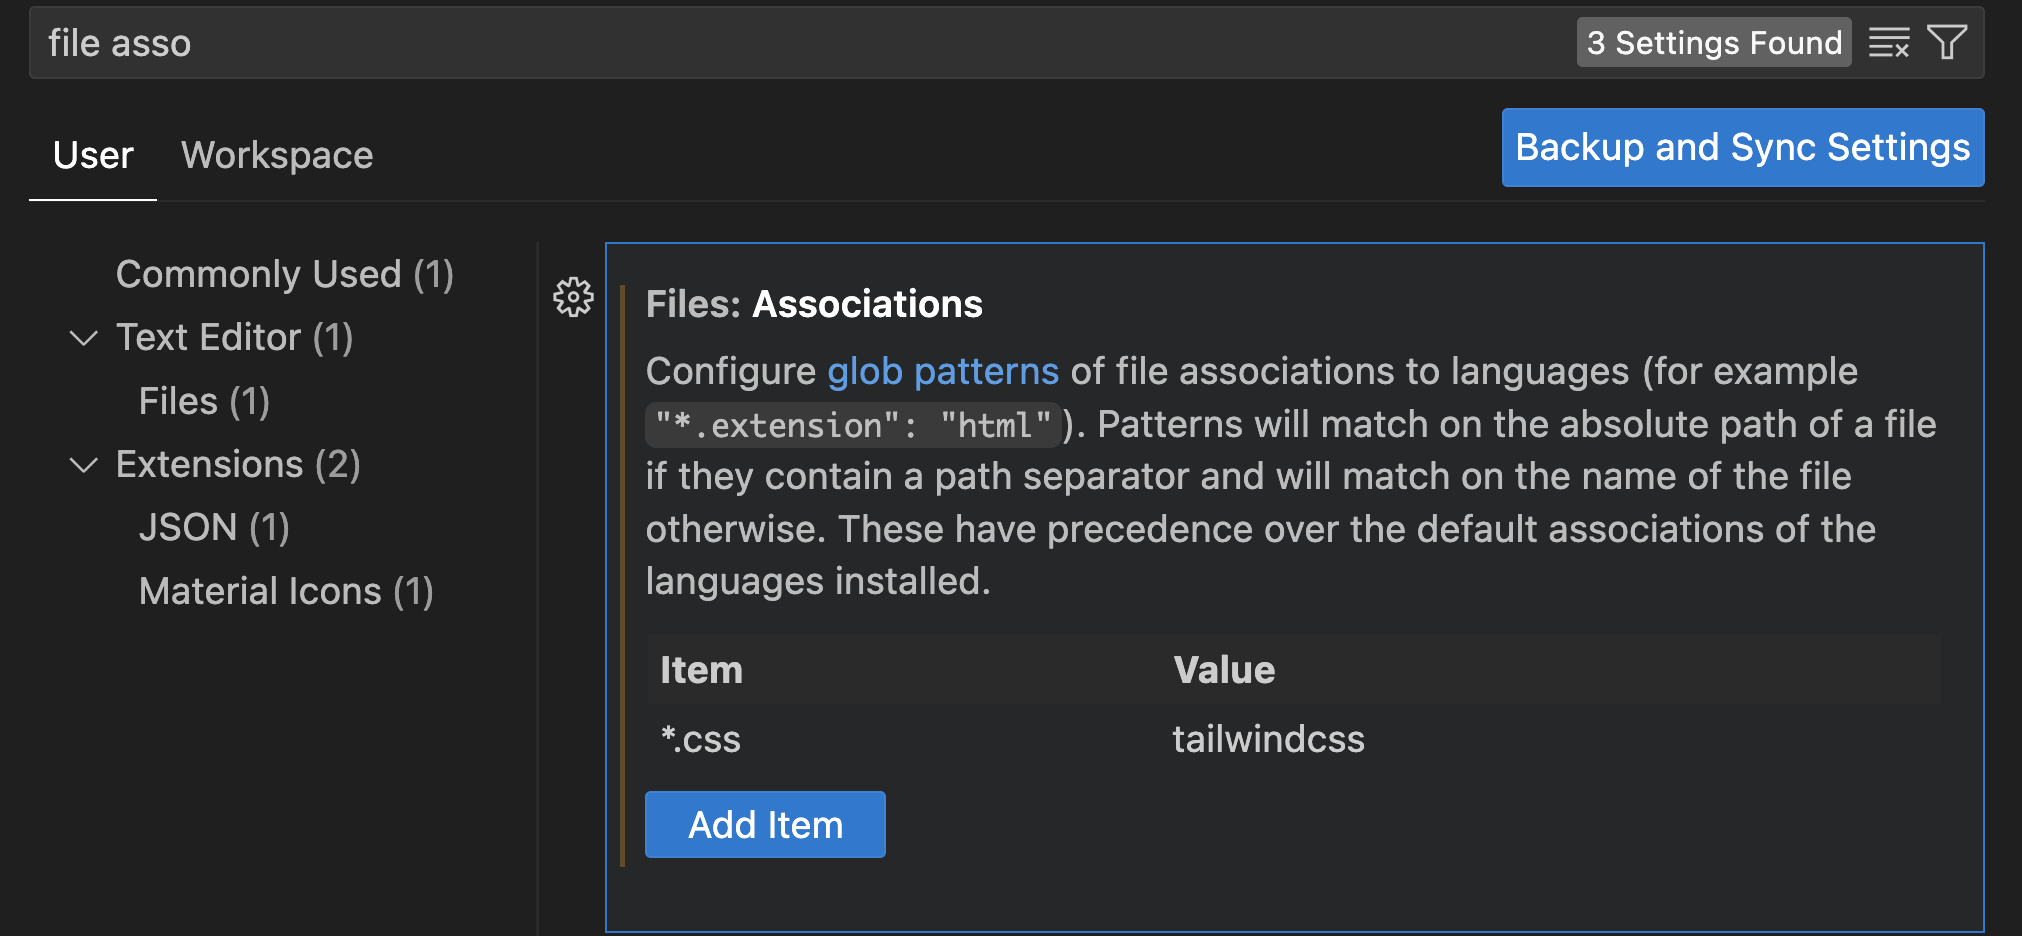 file asso
3 Settings Found
User
Workspace
Backup and Sync Settings
Commonly Used (1)
Text Editor (1)
Files (1)
Extensions (2)
JSON (1)
Material Icons (1)
Files: Associations
Configure glob patterns of file associations to languages (for example
"*.extension": "html"). Patterns will match on the absolute path of a file
if they contain a path separator and will match on the name of the file
otherwise. These have precedence over the default associations of the
languages installed.
Item Value
*.css tailwindcss
Add Item